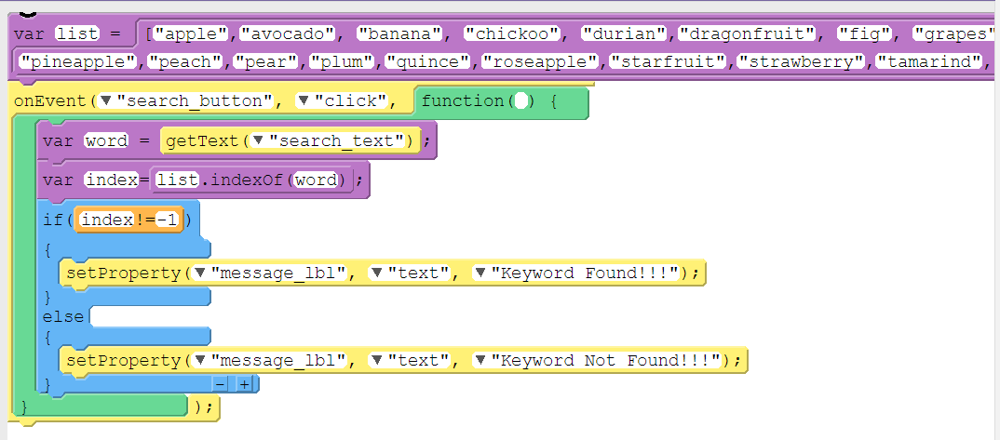 var list = ["apple","avocado", "banana", "chickoo", "durian","dragonfruit", "fig", "grapes"
"pineapple","peach","pear","plum","quince","roseapple","starfruit","strawberry","tamarind",
onEvent(▼"search_button", ▼"click", function() {
var word = getText(▼"search_text");
var index=list.indexOf(word);
if(index!=-1)
{
setProperty(▼"message_lbl", ▼"text", ▼"Keyword Found!!!");
}
else
{
setProperty(▼"message_lbl", ▼"text", ▼"Keyword Not Found!!!");
} - +
} );